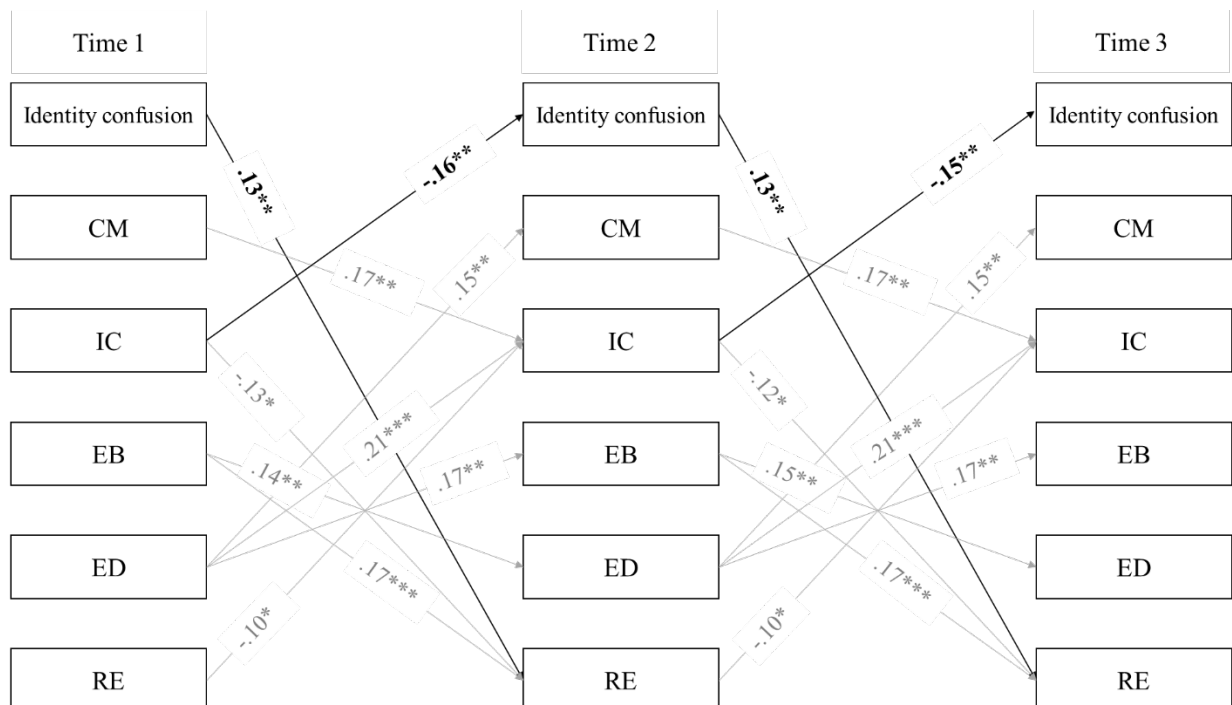 Time 1
Time 2
Time 3
Identity confusion
Identity confusion
Identity confusion
.13**
-.16**
.13**
-.15**
CM
CM
CM
.17**
.15**
.17**
.15**
IC
IC
IC
-.13*
.21***
-.12*
.21***
EB
EB
EB
.14**
.17**
.15**
.17**
ED
ED
ED
-.10*
.17***
-.10*
.17***
RE
RE
RE